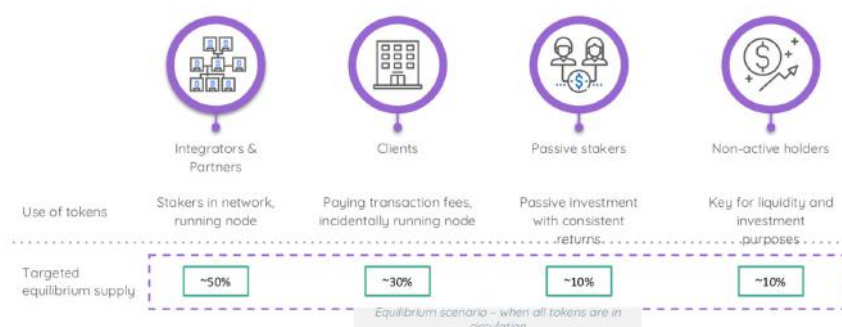 Integrators &
Partners
Clients
Passive stakers
Non-active holders
Use of tokens
Stakers in network,
running node
Paying transaction fees,
incidentally running node
Passive investment
with consistent
returns
Key for liquidity and
investment
purposes
Targeted
equilibrium supply
~50%
~30%
~10%
~10%
Equilibrium scenario – when all tokens are in
circulation